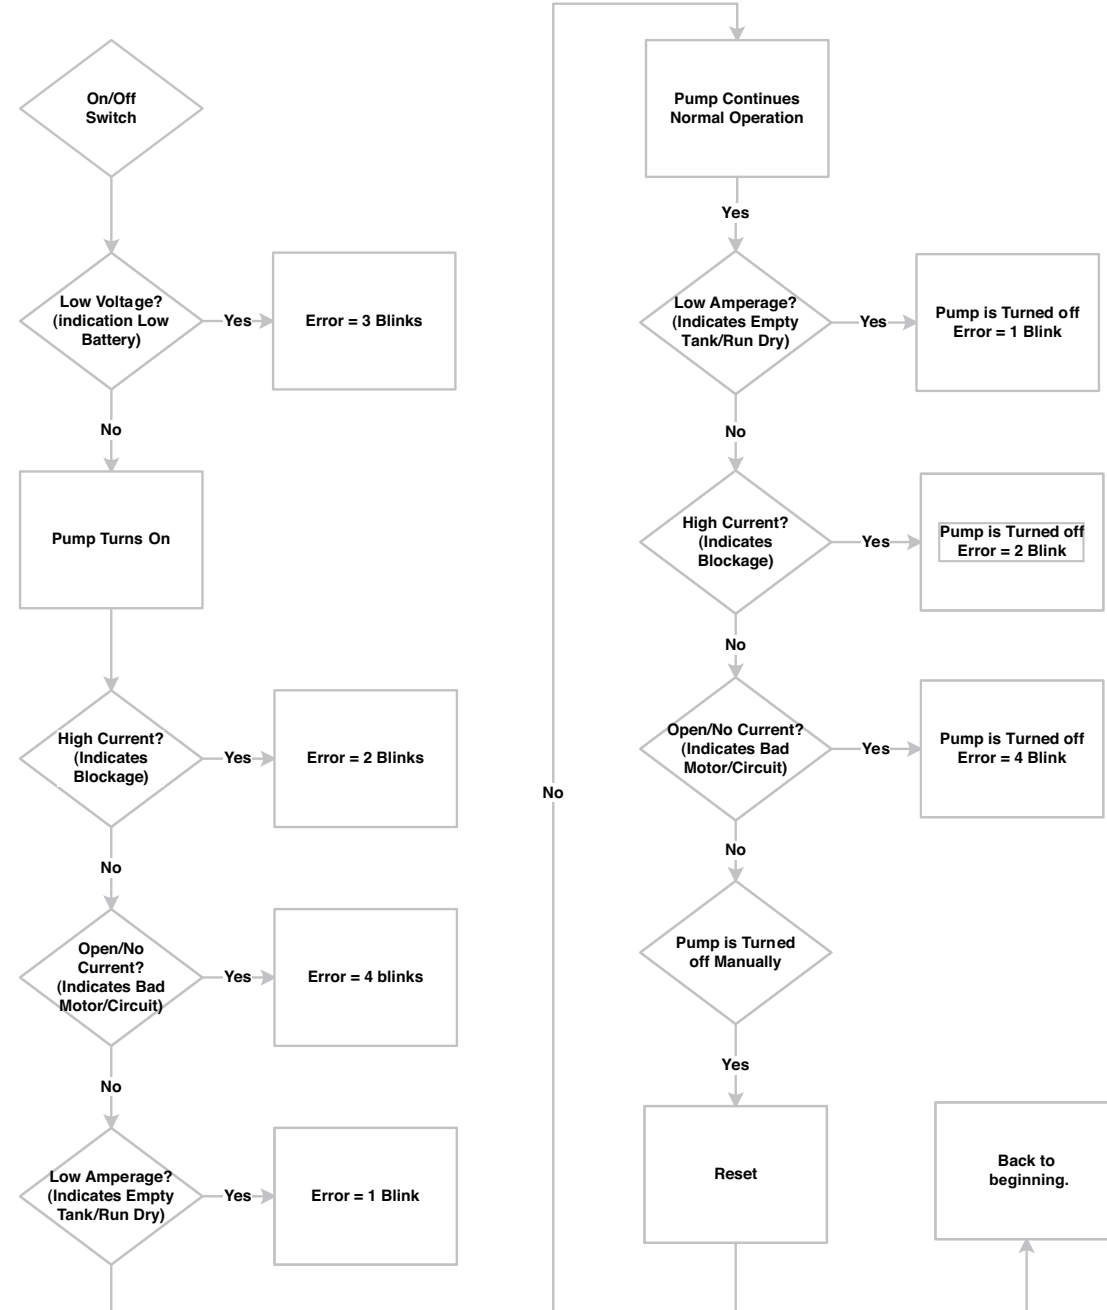 On/Off
Switch
Low Voltage?
(indication Low
Battery)
Yes
Error = 3 Blinks
No
Pump Turns On
High Current?
(Indicates
Blockage)
Yes
Error = 2 Blinks
No
Open/No
Current?
(Indicates Bad
Motor/Circuit)
Yes
Error = 4 blinks
No
Low Amperage?
(Indicates Empty
Tank/Run Dry)
Yes
Error = 1 Blink
No
Pump Continues
Normal Operation
Yes
Low Amperage?
(Indicates Empty
Tank/Run Dry)
Yes
Pump is Turned off
Error = 1 Blink
No
High Current?
(Indicates
Blockage)
Yes
Pump is Turned off
Error = 2 Blink
No
Open/No Current?
(Indicates Bad
Motor/Circuit)
Yes
Pump is Turned off
Error = 4 Blink
No
Pump is Turned
off Manually
Yes
Reset
Back to
beginning.